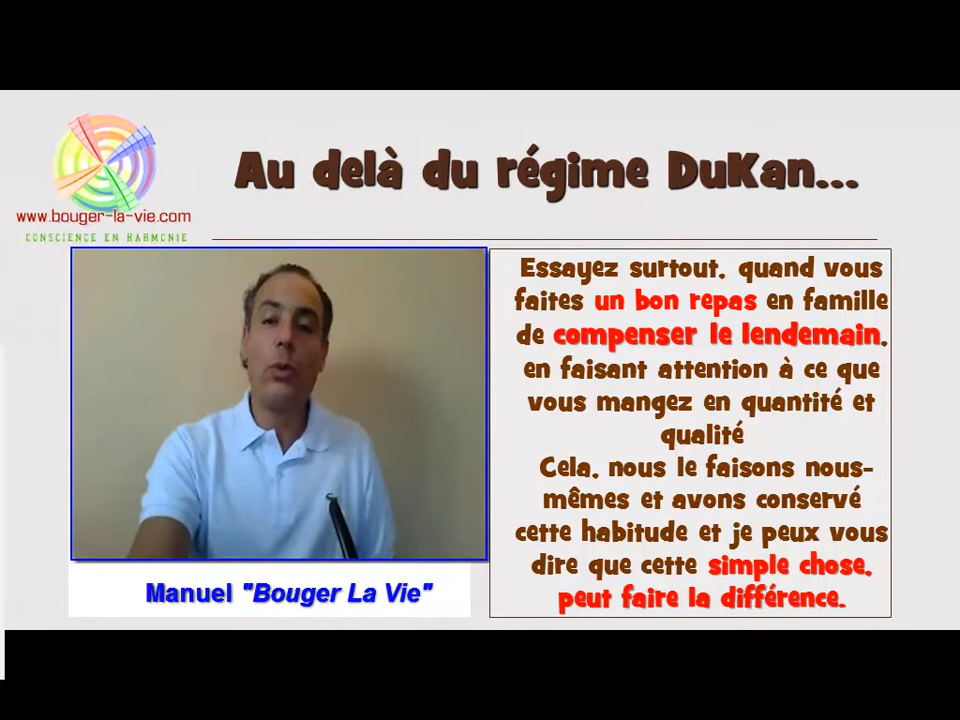 Au delà du régime DuKan...
www.bouger-la-vie.com
CONSCIENCE EN HARMONIE
Essayez surtout, quand vous
faites un bon repas en famille
de compenser le lendemain,
en faisant attention à ce que
vous mangez en quantité et
qualité
Cela, nous le faisons nous-
mêmes et avons conservé
cette habitude et je peux vous
dire que cette simple chose,
peut faire la différence.
Manuel "Bouger La Vie"